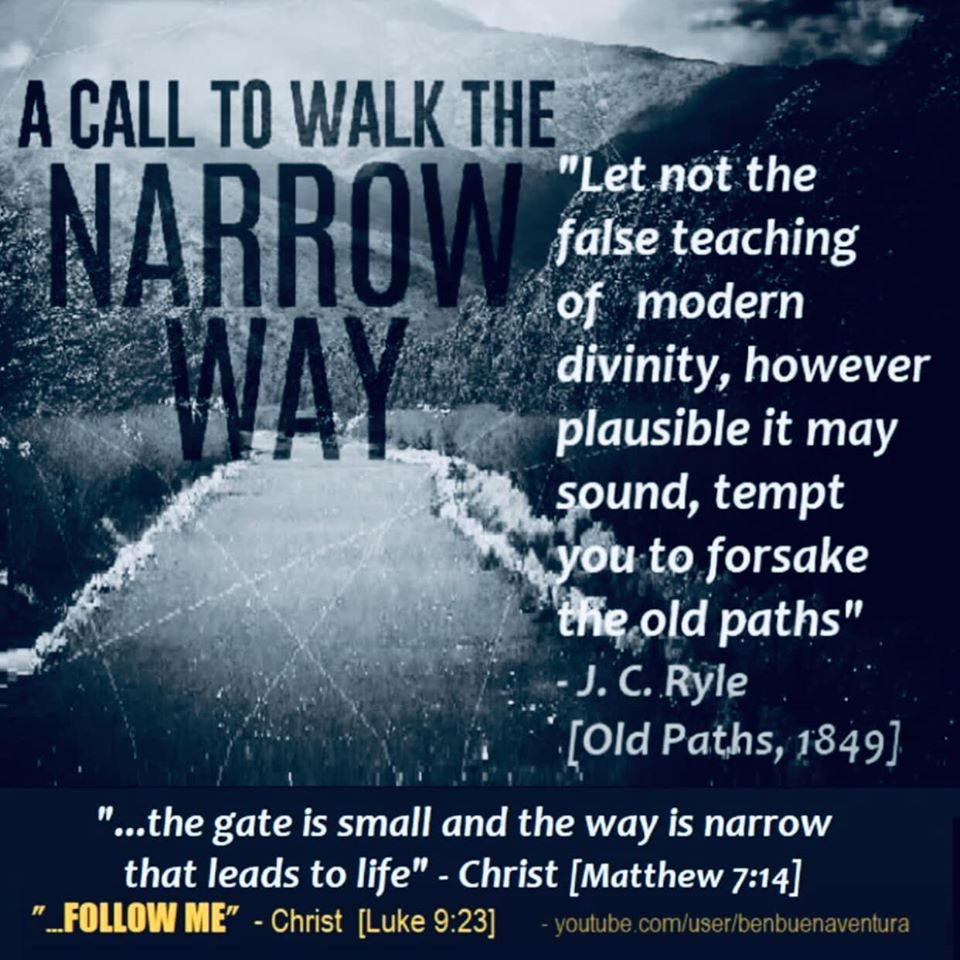 A CALL TO WALK THE
NARROW
WAY
"Let not the
false teaching
of modern
divinity, however
plausible it may
sound, tempt
you to forsake
the old paths"
- J. C. Ryle
[Old Paths, 1849]
"...the gate is small and the way is narrow
that leads to life" - Christ [Matthew 7:14]
"...FOLLOW ME" - Christ [Luke 9:23] - youtube.com/user/benbuenaventura